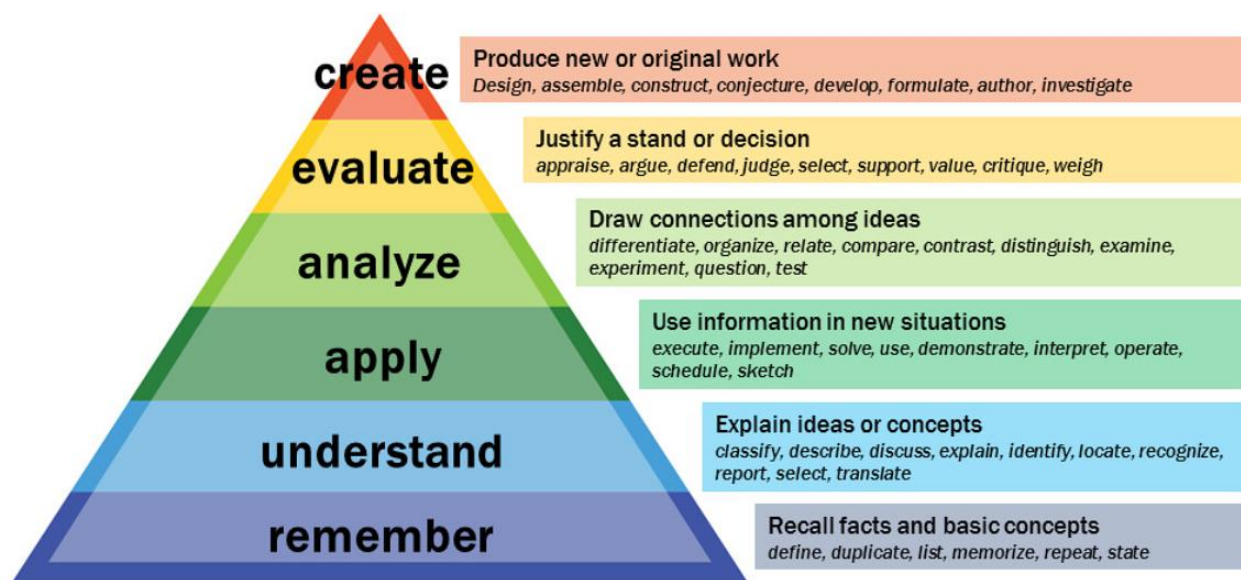 create
Produce new or original work
Design, assemble, construct, conjecture, develop, formulate, author, investigate
evaluate
Justify a stand or decision
appraise, argue, defend, judge, select, support, value, critique, weigh
analyze
Draw connections among ideas
differentiate, organize, relate, compare, contrast, distinguish, examine,
experiment, question, test
apply
Use information in new situations
execute, implement, solve, use, demonstrate, interpret, operate,
schedule, sketch
understand
Explain ideas or concepts
classify, describe, discuss, explain, identify, locate, recognize,
report, select, translate
remember
Recall facts and basic concepts
define, duplicate, list, memorize, repeat, state